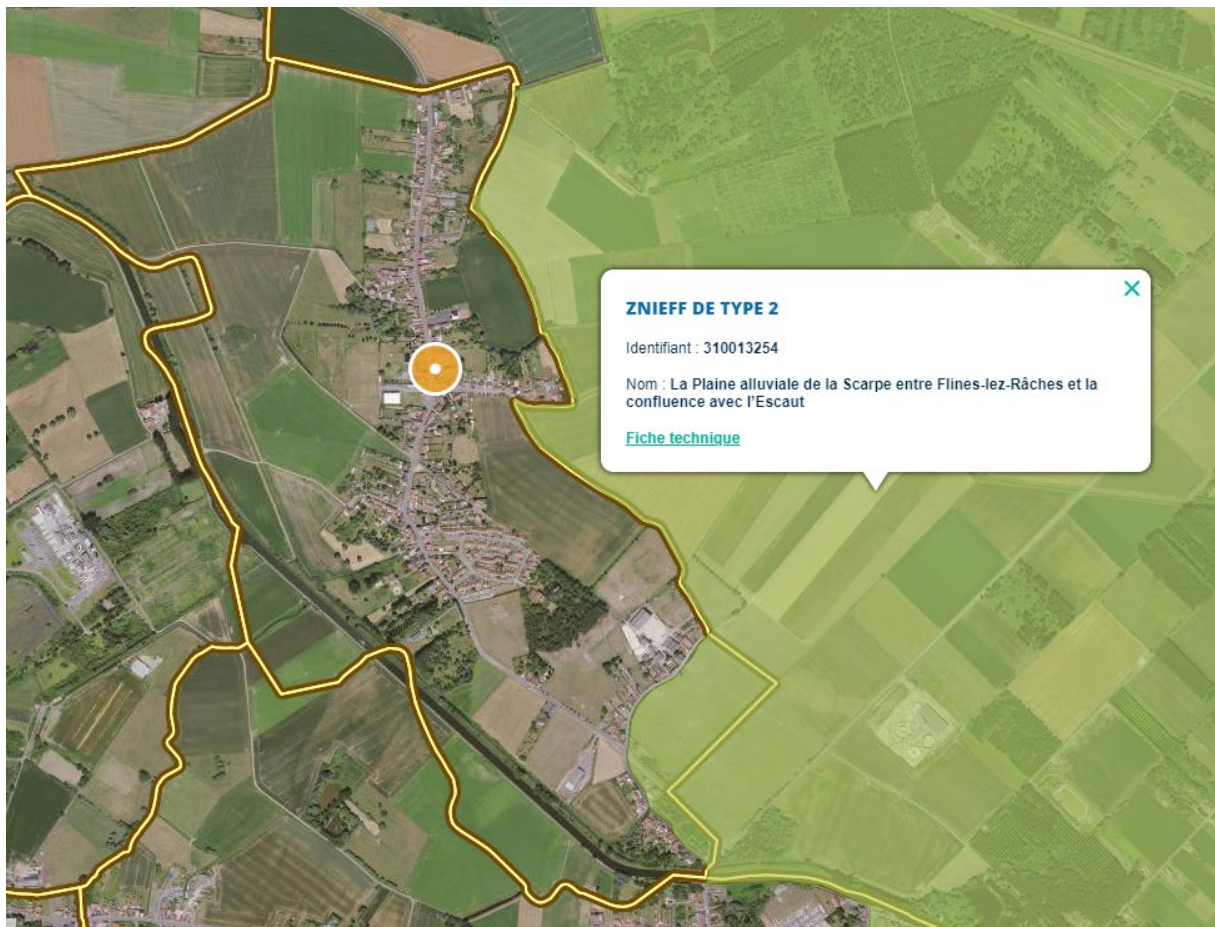 ZNIEFF DE TYPE 2
Identifiant : 310013254
Nom : La Plaine alluviale de la Scarpe entre Flines-lez-Râches et la
confluence avec l'Escaut
Fiche technique